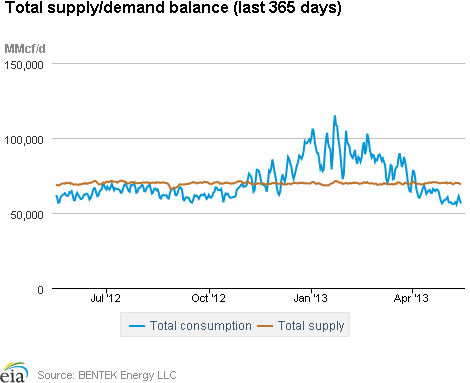 Total supply/demand balance (last 365 days)
MMcf/d
150,000
100,000
50,000
0
Jul '12 Oct '12 Jan '13 Apr '13
Total consumption Total supply
eia Source: BENTEK Energy LLC